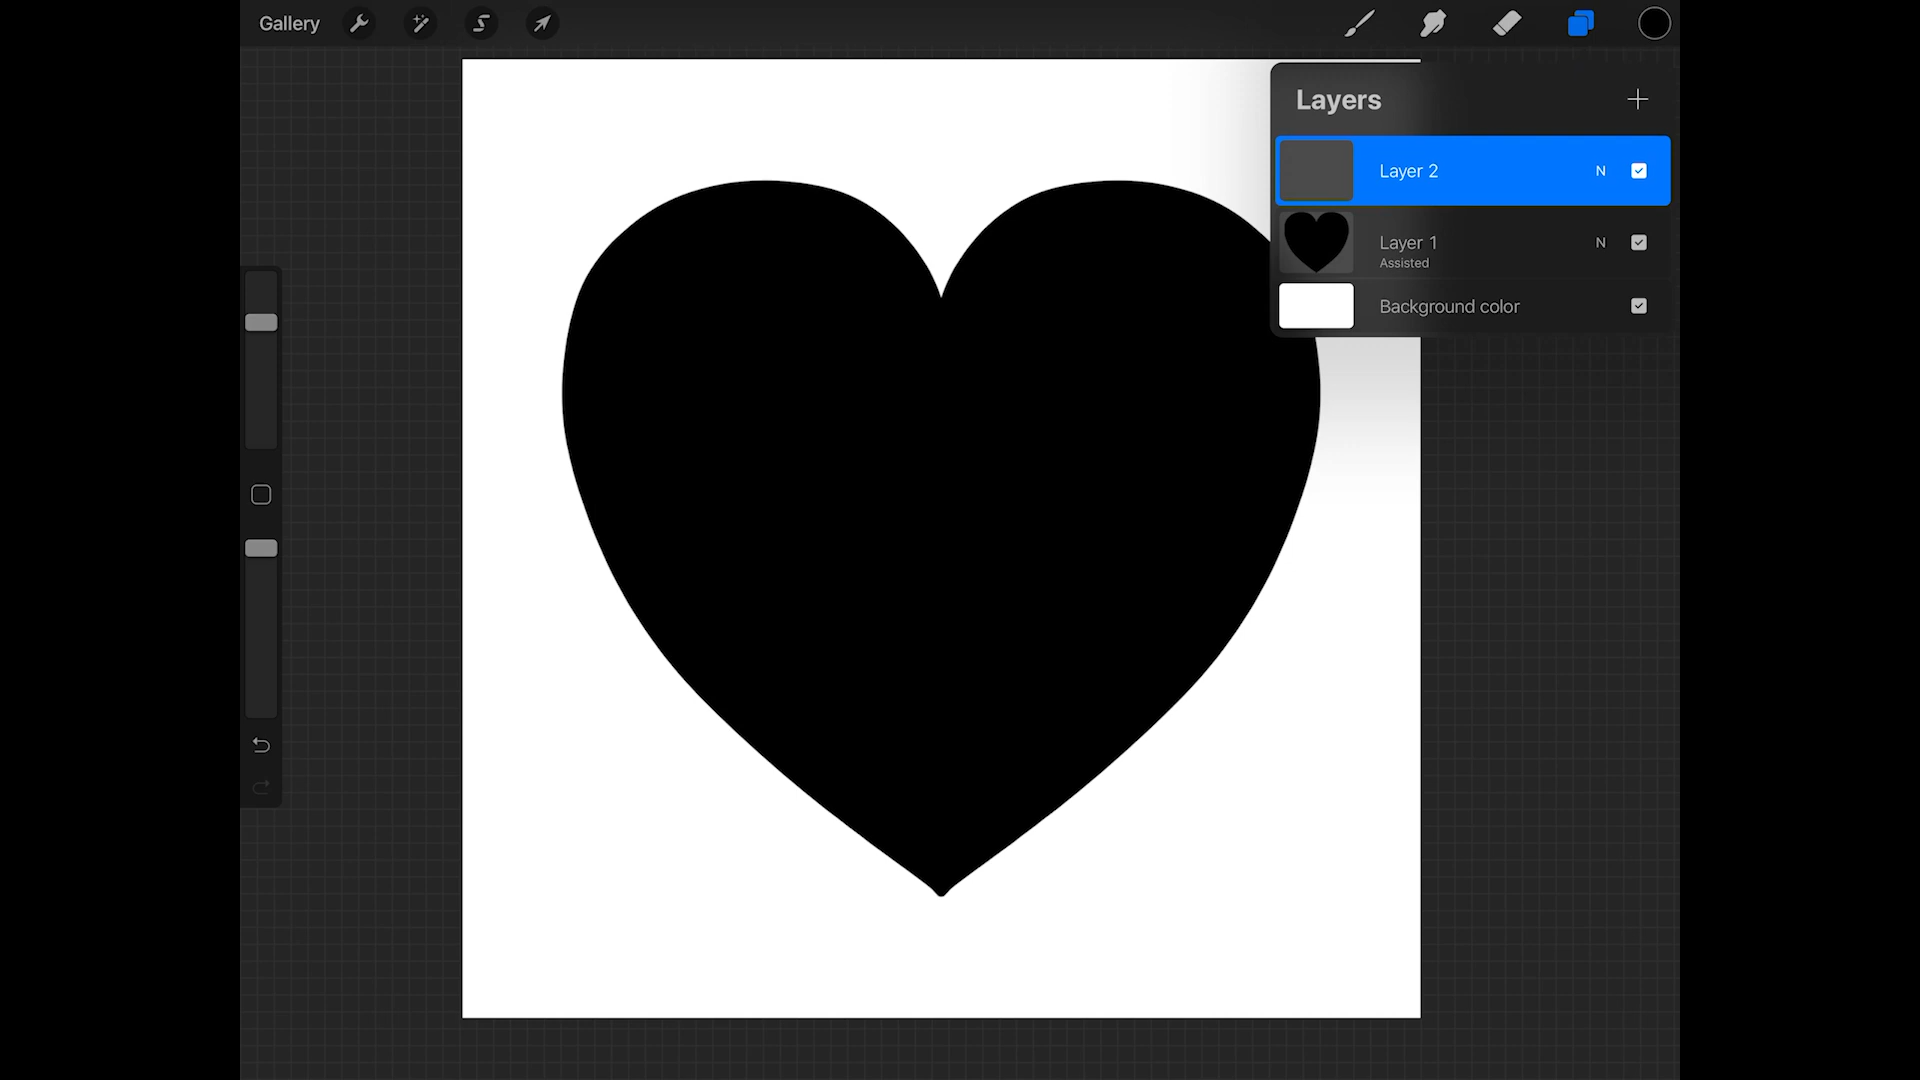 Gallery
Layers
Layer 2 N
Layer 1 N
Assisted
Background color